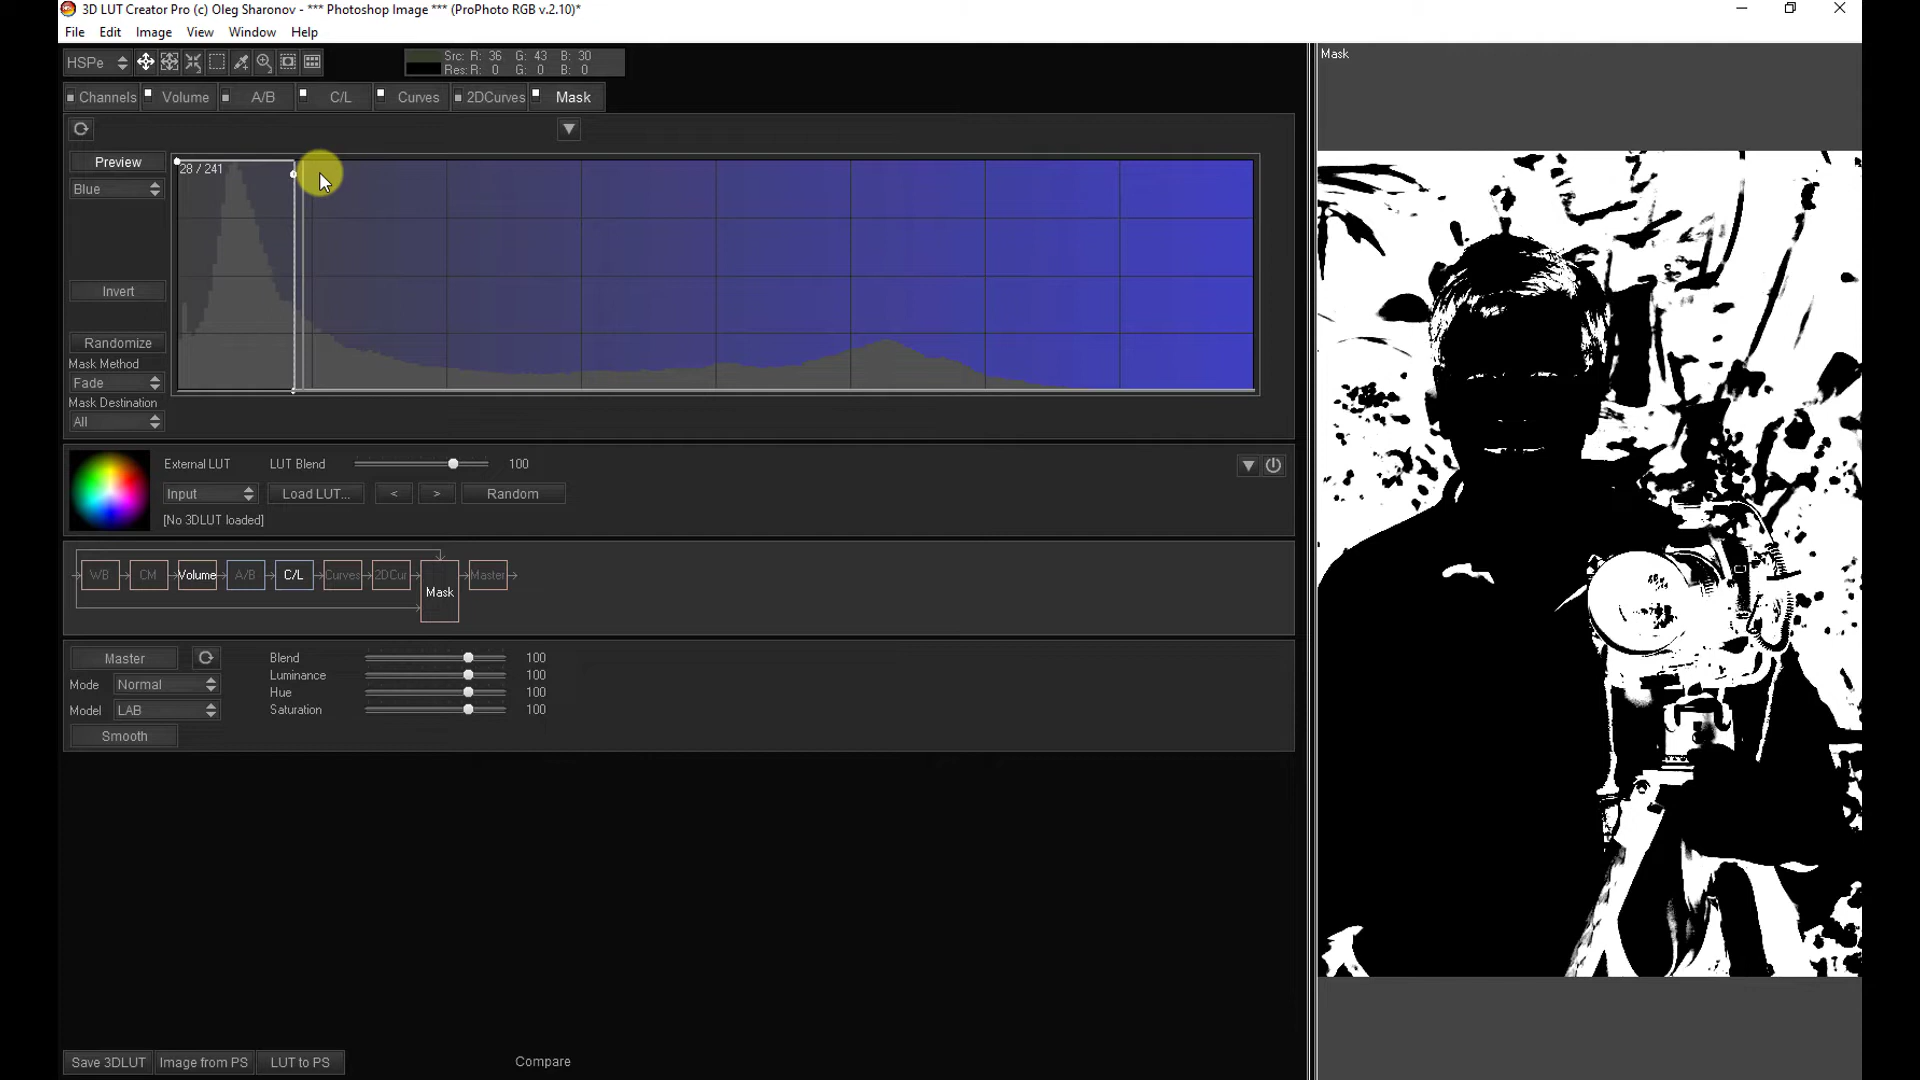 3D LUT Creator Pro (c) Oleg Sharonov - *** Photoshop Image *** (ProPhoto RGB v.2.10)*
File Edit Image View Window Help
HSPe
Src: R: 36 G: 43 B: 30
Res: R: 0 G: 0 B: 0
Mask
Channels Volume A/B C/L Curves 2DCurves Mask
Preview
28 / 241
Blue
Invert
Randomize
Mask Method
Fade
Mask Destination
All
External LUT LUT Blend 100
Input Load LUT... < > Random
[No 3DLUT loaded]
WB CM Volume A/B C/L Curves 2DCur Mask Master
Master
Mode Normal
Model LAB
Smooth
Blend 100
Luminance 100
Hue 100
Saturation 100
Save 3DLUT Image from PS LUT to PS Compare